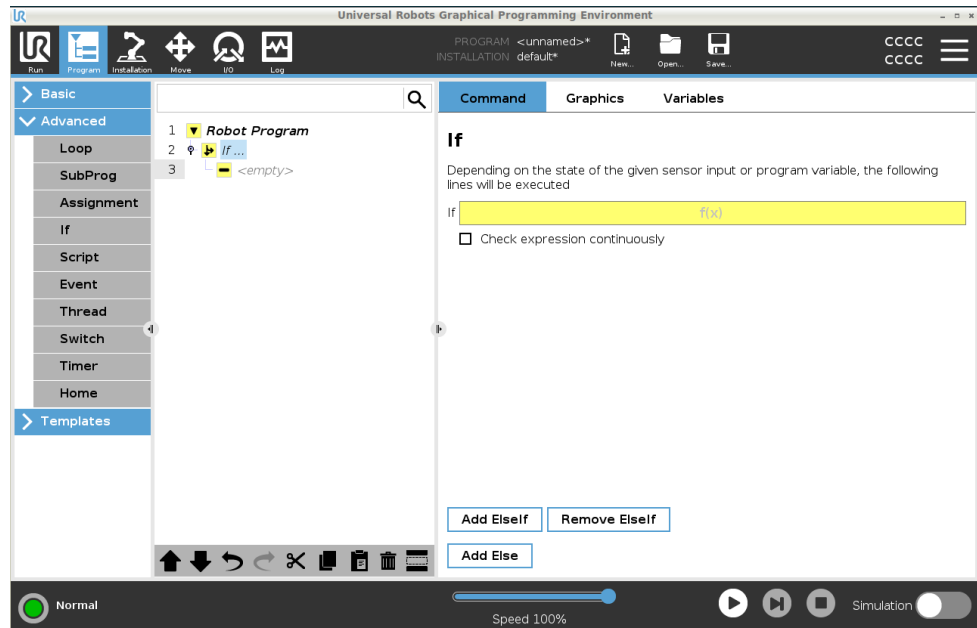 Universal Robots Graphical Programming Environment
Run
Program
Installation
Move
I/O
Log
PROGRAM <unnamed>*
INSTALLATION default*
New...
Open...
Save...
cccc
cccc
Basic
Advanced
Loop
SubProg
Assignment
If
Script
Event
Thread
Switch
Timer
Home
Templates
1 Robot Program
2 If ...
3 <empty>
Command Graphics Variables
If
Depending on the state of the given sensor input or program variable, the following
lines will be executed
If f(x)
Check expression continuously
Add ElseIf Remove ElseIf
Add Else
Normal
Speed 100%
Simulation